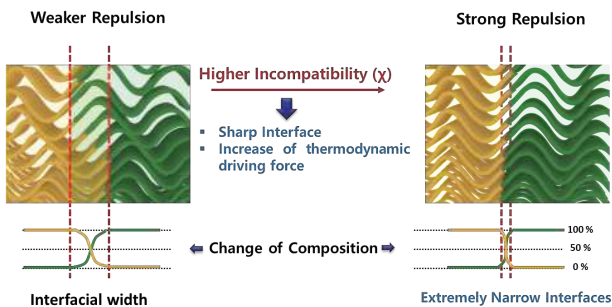 Weaker Repulsion
Strong Repulsion
Higher Incompatibility (χ)
▪ Sharp Interface
▪ Increase of thermodynamic
driving force
100 %
50 %
0 %
Change of Composition
Interfacial width
Extremely Narrow Interfaces